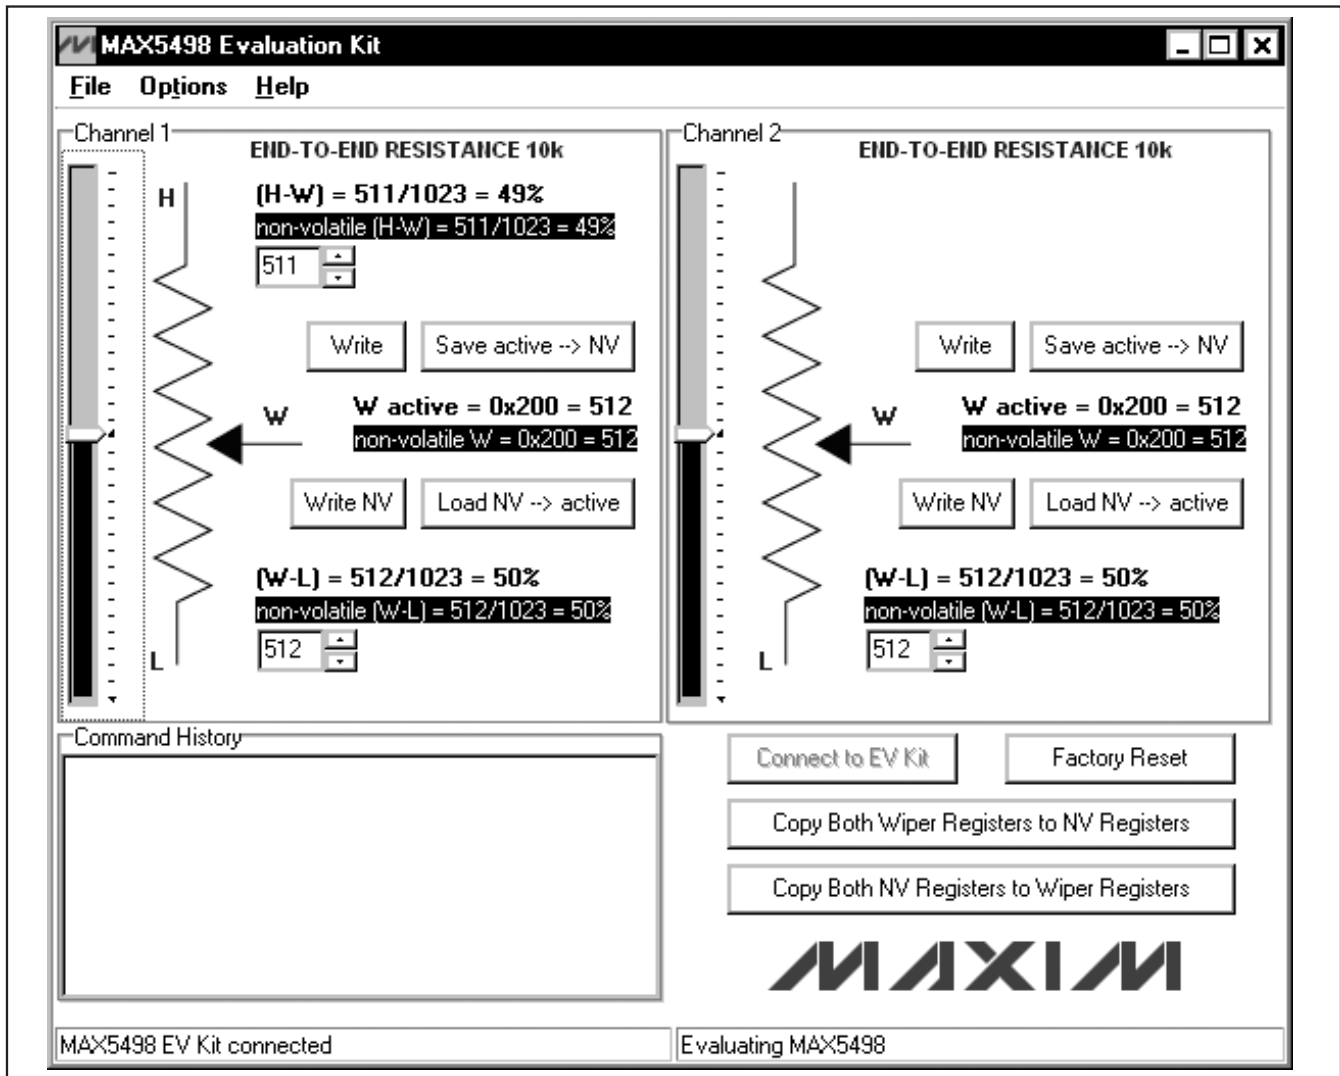 MAX5498 Evaluation Kit
File Options Help
Channel 1
END-TO-END RESISTANCE 10k
H
(H-W) = 511/1023 = 49%
non-volatile (H-W) = 511/1023 = 49%
511
Write
Save active --> NV
W
W active = 0x200 = 512
non-volatile W = 0x200 = 512
Write NV
Load NV --> active
(W-L) = 512/1023 = 50%
non-volatile (W-L) = 512/1023 = 50%
512
L
Channel 2
END-TO-END RESISTANCE 10k
Write
Save active --> NV
W
W active = 0x200 = 512
non-volatile W = 0x200 = 512
Write NV
Load NV --> active
(W-L) = 512/1023 = 50%
non-volatile (W-L) = 512/1023 = 50%
512
L
Command History
Connect to EV Kit
Factory Reset
Copy Both Wiper Registers to NV Registers
Copy Both NV Registers to Wiper Registers
MAXIM
MAX5498 EV Kit connected
Evaluating MAX5498